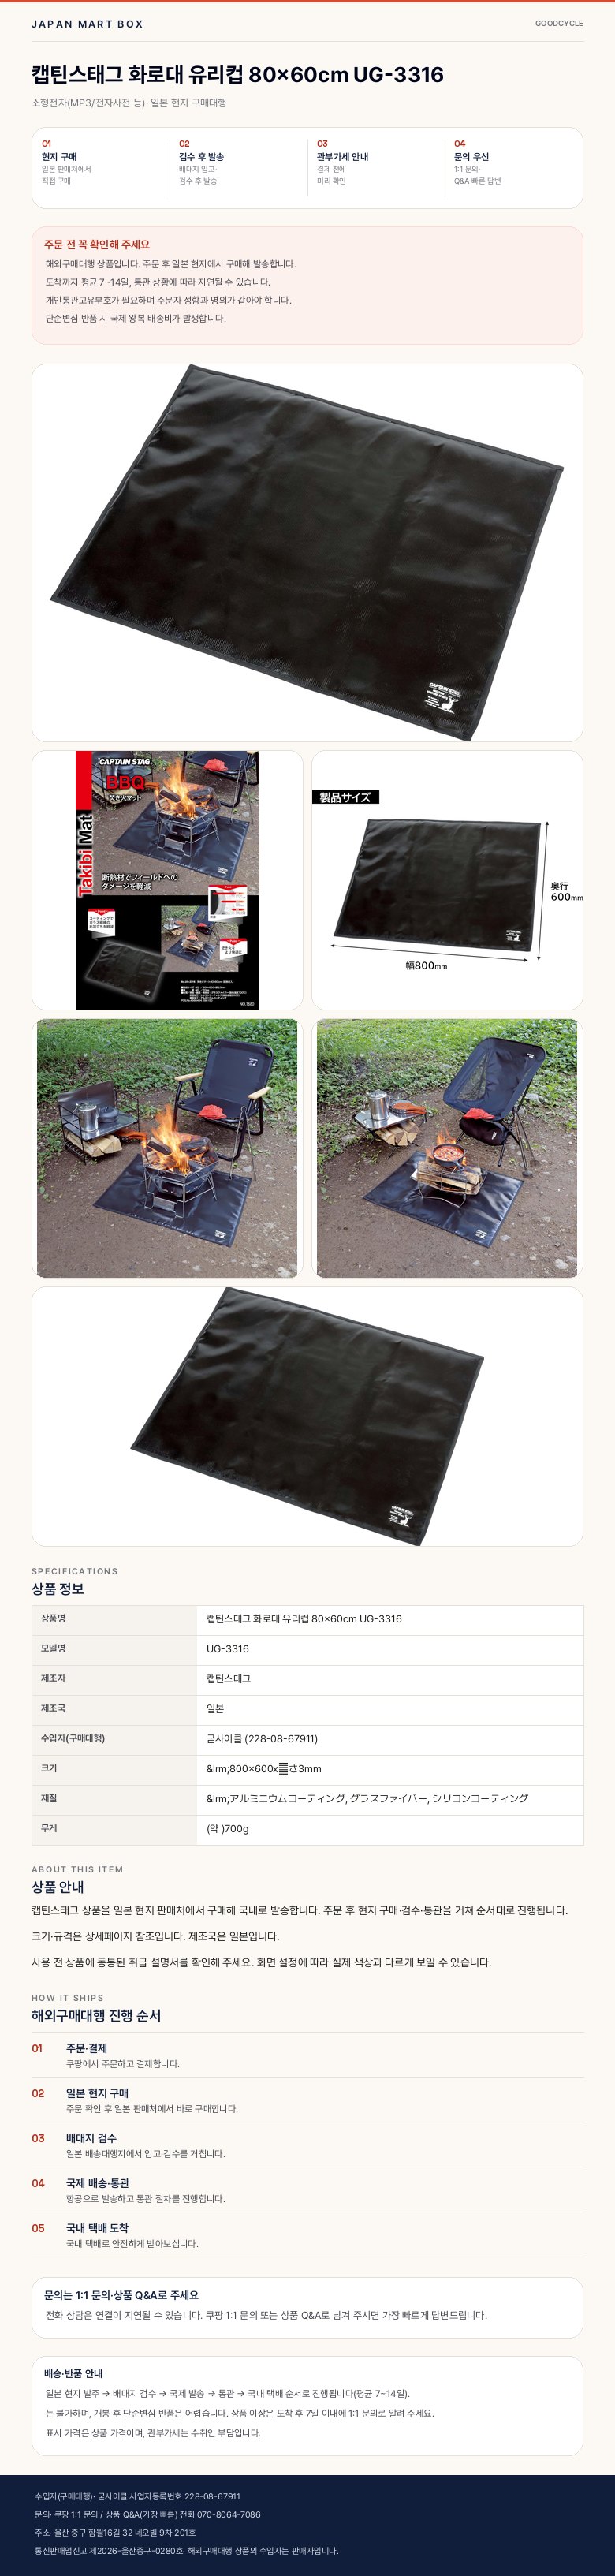 JAPAN MART BOX
GOODCYCLE
캡틴스태그 화로대 유리컵 80×60cm UG-3316
소형전자(MP3/전자사전 등)· 일본 현지 구매대행
01
현지 구매
일본 판매처에서
직접 구매
02
검수 후 발송
배대지 입고·
검수 후 발송
03
관부가세 안내
결제 전에
미리 확인
04
문의 우선
1:1 문의·
Q&A 빠른 답변
주문 전 꼭 확인해 주세요
해외구매대행 상품입니다. 주문 후 일본 현지에서 구매해 발송합니다.
도착까지 평균 7~14일, 통관 상황에 따라 지연될 수 있습니다.
개인통관고유부호가 필요하며 주문자 성함과 명의가 같아야 합니다.
단순변심 반품 시 국제 왕복 배송비가 발생합니다.
CAPTAIN STAG
CAPTAIN STAG
BBQ
焚き火マット
Takibi Mat
断熱材でフィールドへの
ダメージを軽減
製品サイズ
奥行
600mm
幅800mm
SPECIFICATIONS
상품 정보
상품명 캡틴스태그 화로대 유리컵 80×60cm UG-3316
모델명 UG-3316
제조자 캡틴스태그
제조국 일본
수입자(구매대행) 굳사이클 (228-08-67911)
크기 &lrm;800×600x さ3mm
재질 &lrm;アルミニウムコーティング, グラスファイバー, シリコンコーティング
무게 (약 )700g
ABOUT THIS ITEM
상품 안내
캡틴스태그 상품을 일본 현지 판매처에서 구매해 국내로 발송합니다. 주문 후 현지 구매·검수·통관을 거쳐 순서대로 진행됩니다.
크기·규격은 상세페이지 참조입니다. 제조국은 일본입니다.
사용 전 상품에 동봉된 취급 설명서를 확인해 주세요. 화면 설정에 따라 실제 색상과 다르게 보일 수 있습니다.
HOW IT SHIPS
해외구매대행 진행 순서
01 주문·결제
쿠팡에서 주문하고 결제합니다.
02 일본 현지 구매
주문 확인 후 일본 판매처에서 바로 구매합니다.
03 배대지 검수
일본 배송대행지에서 입고·검수를 거칩니다.
04 국제 배송·통관
항공으로 발송하고 통관 절차를 진행합니다.
05 국내 택배 도착
국내 택배로 안전하게 받아보십니다.
문의는 1:1 문의·상품 Q&A로 주세요
전화 상담은 연결이 지연될 수 있습니다. 쿠팡 1:1 문의 또는 상품 Q&A로 남겨 주시면 가장 빠르게 답변드립니다.
배송·반품 안내
일본 현지 발주 → 배대지 검수 → 국제 발송 → 통관 → 국내 택배 순서로 진행됩니다(평균 7~14일).
는 불가하며, 개봉 후 단순변심 반품은 어렵습니다. 상품 이상은 도착 후 7일 이내에 1:1 문의로 알려 주세요.
표시 가격은 상품 가격이며, 관부가세는 수취인 부담입니다.
수입자(구매대행)· 굳사이클 사업자등록번호 228-08-67911
문의· 쿠팡 1:1 문의 / 상품 Q&A(가장 빠름) 전화 070-8064-7086
주소· 울산 중구 함월16길 32 네오빌 9차 201호
통신판매업신고 제2026-울산중구-0280호· 해외구매대행 상품의 수입자는 판매자입니다.